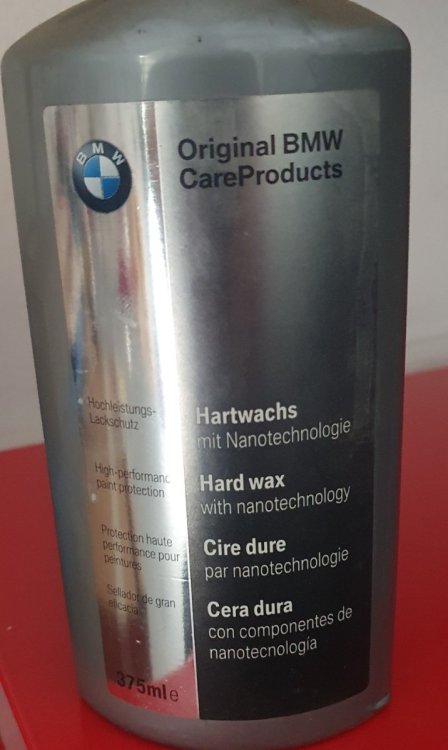 BMW
Original BMW
CareProducts
Hochleistungs-
Lackschutz
Hartwachs
mit Nanotechnologie
High-performanc
paint protection
Hard wax
with nanotechnology
Protection haute
performance pour
peintures
Cire dure
par nanotechnologie
Sellador de gran
eficacia
Cera dura
con componentes de
nanotecnología
375ml e